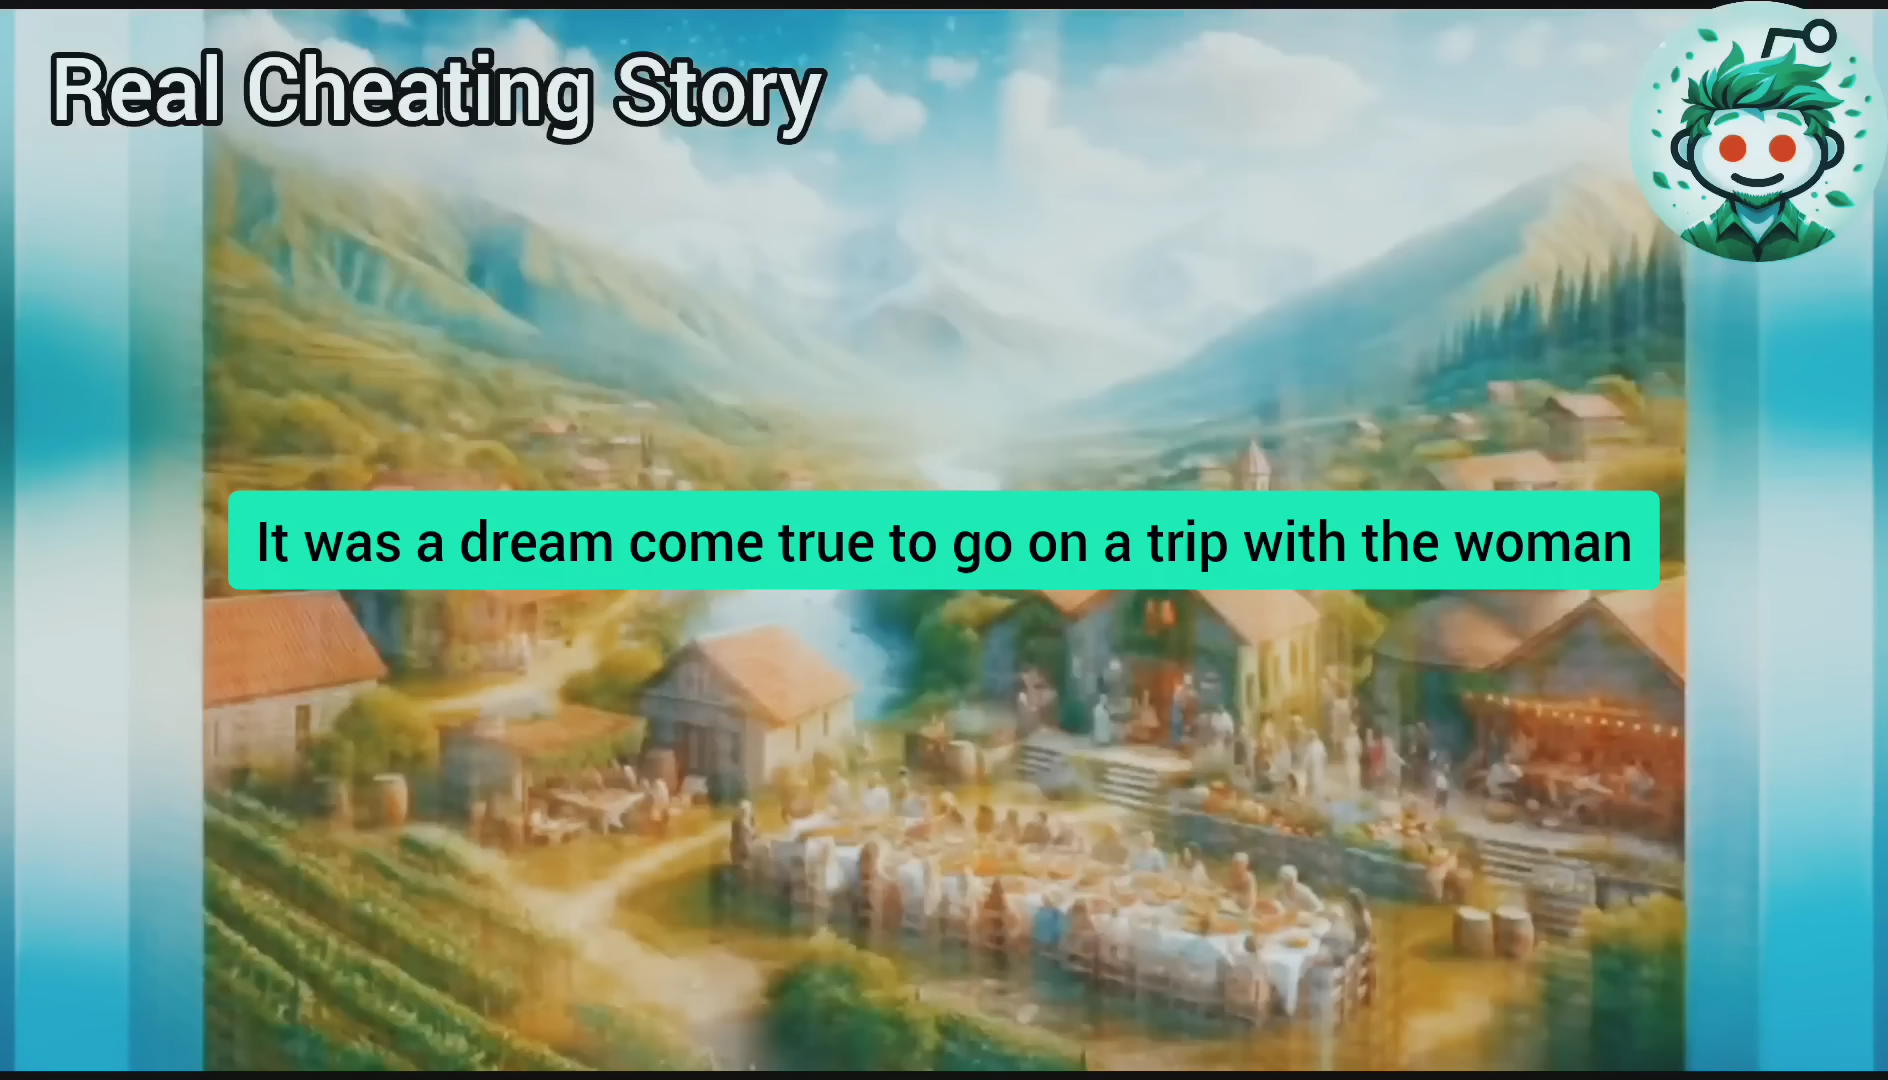 Real Cheating Story
It was a dream come true to go on a trip with the woman